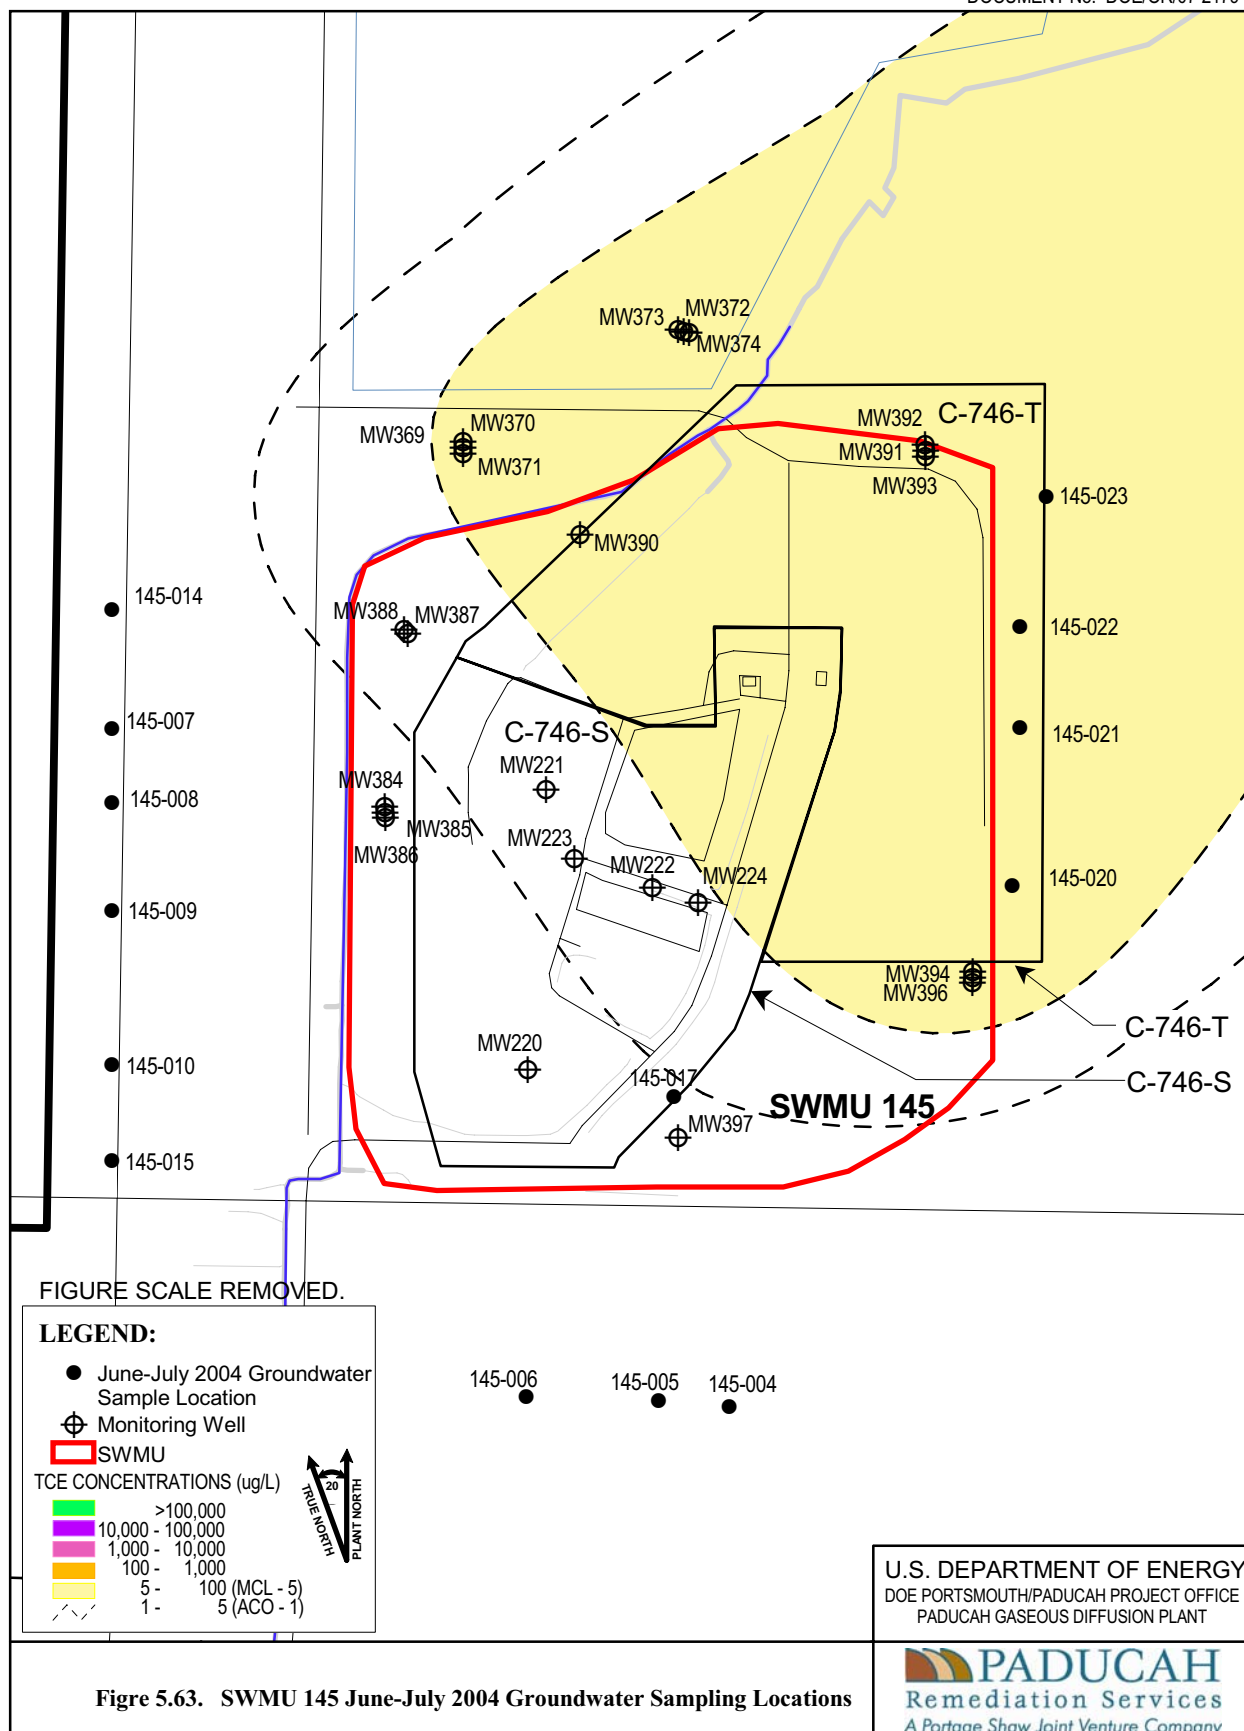 MW372
MW373
MW374
MW370
MW369
MW371
MW392
C-746-T
MW391
MW393
145-023
MW390
145-014
MW388
MW387
145-022
145-007
C-746-S
145-021
MW221
MW384
145-008
MW385
MW386
MW223
MW222
MW224
145-020
145-009
MW394
MW396
C-746-T
MW220
145-010
145-017
C-746-S
SWMU 145
MW397
145-015
FIGURE SCALE REMOVED.
LEGEND:
June-July 2004 Groundwater
Sample Location
Monitoring Well
SWMU
TCE CONCENTRATIONS (ug/L)
>100,000
10,000 - 100,000
1,000 - 10,000
100 - 1,000
5 - 100 (MCL - 5)
1 - 5 (ACO - 1)
20
TRUE NORTH
PLANT NORTH
145-006
145-005
145-004
U.S. DEPARTMENT OF ENERGY
DOE PORTSMOUTH/PADUCAH PROJECT OFFICE
PADUCAH GASEOUS DIFFUSION PLANT
Figre 5.63. SWMU 145 June-July 2004 Groundwater Sampling Locations
PADUCAH
Remediation Services
A Portage Shaw Joint Venture Company